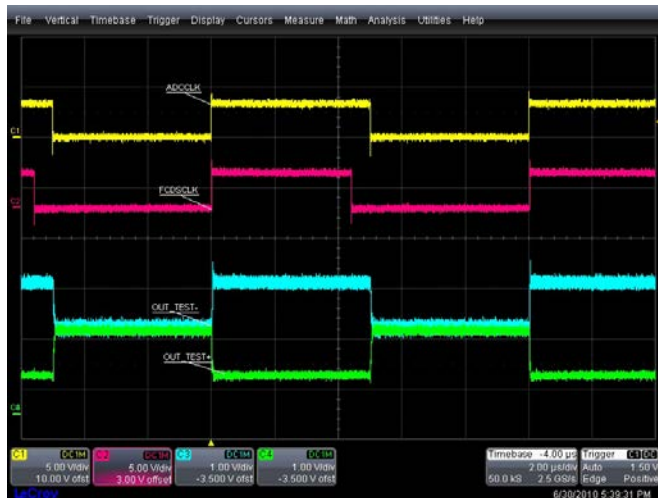 File Vertical Timebase Trigger Display Cursors Measure Math Analysis Utilities Help
ADCCLK
C1
FCDSCLK
C2
OUT_TEST-
OUT_TEST+
C1 DC1M
5.00 V/div
10.00 V ofst
C2 DC1M
5.00 V/div
3.00 V offset
C3 DC1M
1.00 V/div
-3.500 V ofst
C4 DC1M
1.00 V/div
-3.500 V ofst
Timebase -4.00 µs
2.00 µs/div
50.0 kS 2.5 GS/s
Trigger C1 DC
Auto 1.50 V
Edge Positive
LeCroy
6/30/2010 5:39:31 PM